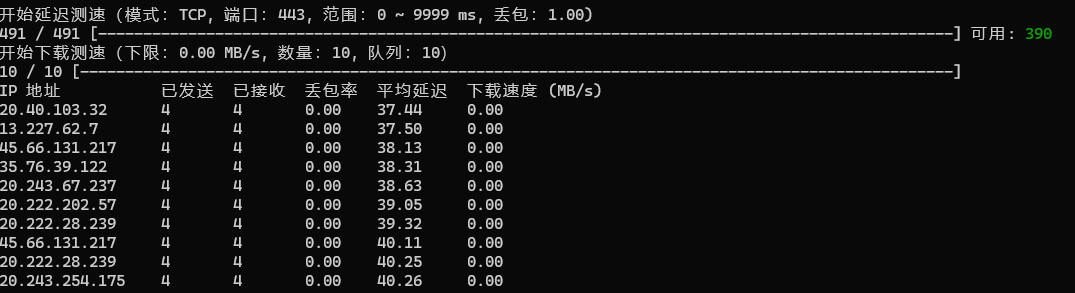 开始延迟测速 (模式: TCP, 端口: 443, 范围: 0 ~ 9999 ms, 丢包: 1.00)
491 / 491 [-----------------------------------------------------------------------------------------------] 可用: 390
开始下载测速 (下限: 0.00 MB/s, 数量: 10, 队列: 10)
10 / 10 [-------------------------------------------------------------------------------------------------]
IP 地址 已发送 已接收 丢包率 平均延迟 下载速度 (MB/s)
20.40.103.32 4 4 0.00 37.44 0.00
13.227.62.7 4 4 0.00 37.50 0.00
45.66.131.217 4 4 0.00 38.13 0.00
35.76.39.122 4 4 0.00 38.31 0.00
20.243.67.237 4 4 0.00 38.63 0.00
20.222.202.57 4 4 0.00 39.05 0.00
20.222.28.239 4 4 0.00 39.32 0.00
45.66.131.217 4 4 0.00 40.11 0.00
20.222.28.239 4 4 0.00 40.25 0.00
20.243.254.175 4 4 0.00 40.26 0.00